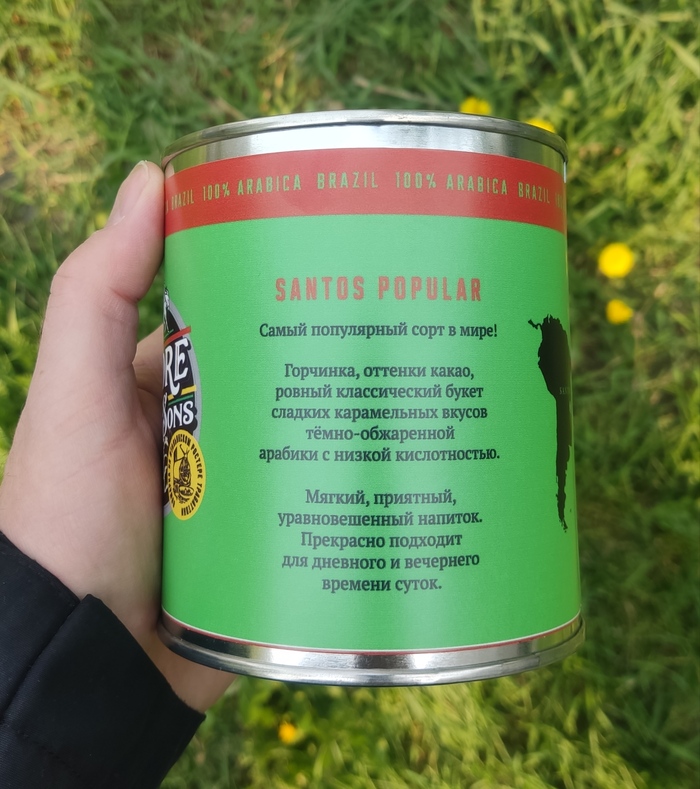 BRAZIL 100% ARABICA BRAZIL 100% ARABICA BRAZIL
SANTOS POPULAR
Самый популярный сорт в мире!
Горчинка, оттенки какао,
ровный классический букет
сладких карамельных вкусов
тёмно-обжаренной
арабики с низкой кислотностью.
Мягкий, приятный,
уравновешенный напиток.
Прекрасно подходит
для дневного и вечернего
времени суток.
RE
SONS